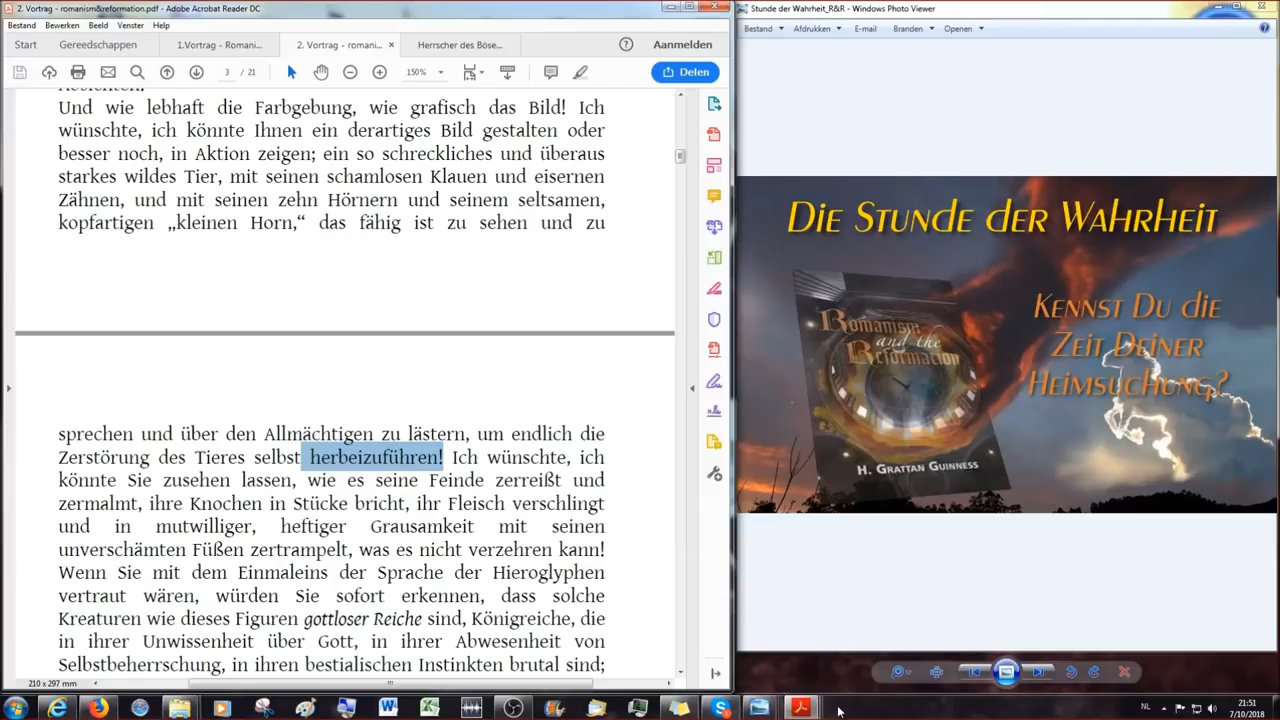 2. Vortrag - romanism&reformation.pdf - Adobe Acrobat Reader DC
Bestand Bewerken Beeld Venster Help
Start Gereedschappen 1.Vortrag - Romani... 2. Vortrag - romani... × Herrscher des Böse... Aanmelden
3 / 21 150% Delen
Absichten.
Und wie lebhaft die Farbgebung, wie grafisch das Bild! Ich
wünschte, ich könnte Ihnen ein derartiges Bild gestalten oder
besser noch, in Aktion zeigen; ein so schreckliches und überaus
starkes wildes Tier, mit seinen schamlosen Klauen und eisernen
Zähnen, und mit seinen zehn Hörnern und seinem seltsamen,
kopfartigen „kleinen Horn,“ das fähig ist zu sehen und zu
sprechen und über den Allmächtigen zu lästern, um endlich die
Zerstörung des Tieres selbst herbeizuführen! Ich wünschte, ich
könnte Sie zusehen lassen, wie es seine Feinde zerreißt und
zermalmt, ihre Knochen in Stücke bricht, ihr Fleisch verschlingt
und in mutwilliger, heftiger Grausamkeit mit seinen
unverschämten Füßen zertrampelt, was es nicht verzehren kann!
Wenn Sie mit dem Einmaleins der Sprache der Hieroglyphen
vertraut wären, würden Sie sofort erkennen, dass solche
Kreaturen wie dieses Figuren gottloser Reiche sind, Königreiche, die
in ihrer Unwissenheit über Gott, in ihrer Abwesenheit von
Selbstbeherrschung, in ihren bestialischen Instinkten brutal sind;
210 x 297 mm
Stunde der Wahrheit_R&R - Windows Photo Viewer
Bestand Afdrukken E-mail Branden Openen
Die Stunde der Wahrheit
Kennst Du die
Zeit Deiner
Heimsuchung?
Romanism
and the
Reformation
H. Grattan Guinness
NL
21:51
7/10/2018